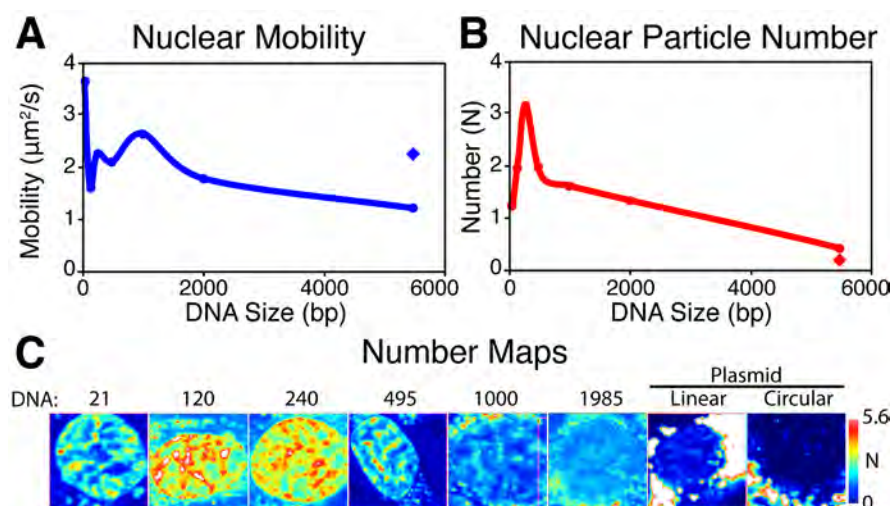 A Nuclear Mobility
Mobility (µm²/s)
4
3
2
1
0
0 2000 4000 6000
DNA Size (bp)
B Nuclear Particle Number
Number (N)
4
3
2
1
0
0 2000 4000 6000
DNA Size (bp)
C Number Maps
Plasmid
DNA: 21 120 240 495 1000 1985 Linear Circular
5.6
N
0